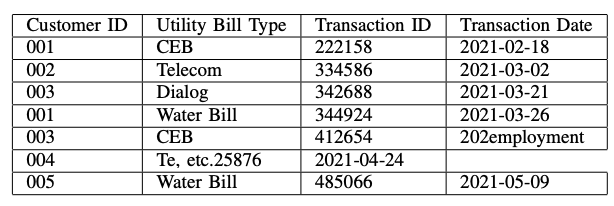 Customer ID Utility Bill Type Transaction ID Transaction Date
001 CEB 222158 2021-02-18
002 Telecom 334586 2021-03-02
003 Dialog 342688 2021-03-21
001 Water Bill 344924 2021-03-26
003 CEB 412654 202employment
004 Te, etc.25876 2021-04-24
005 Water Bill 485066 2021-05-09